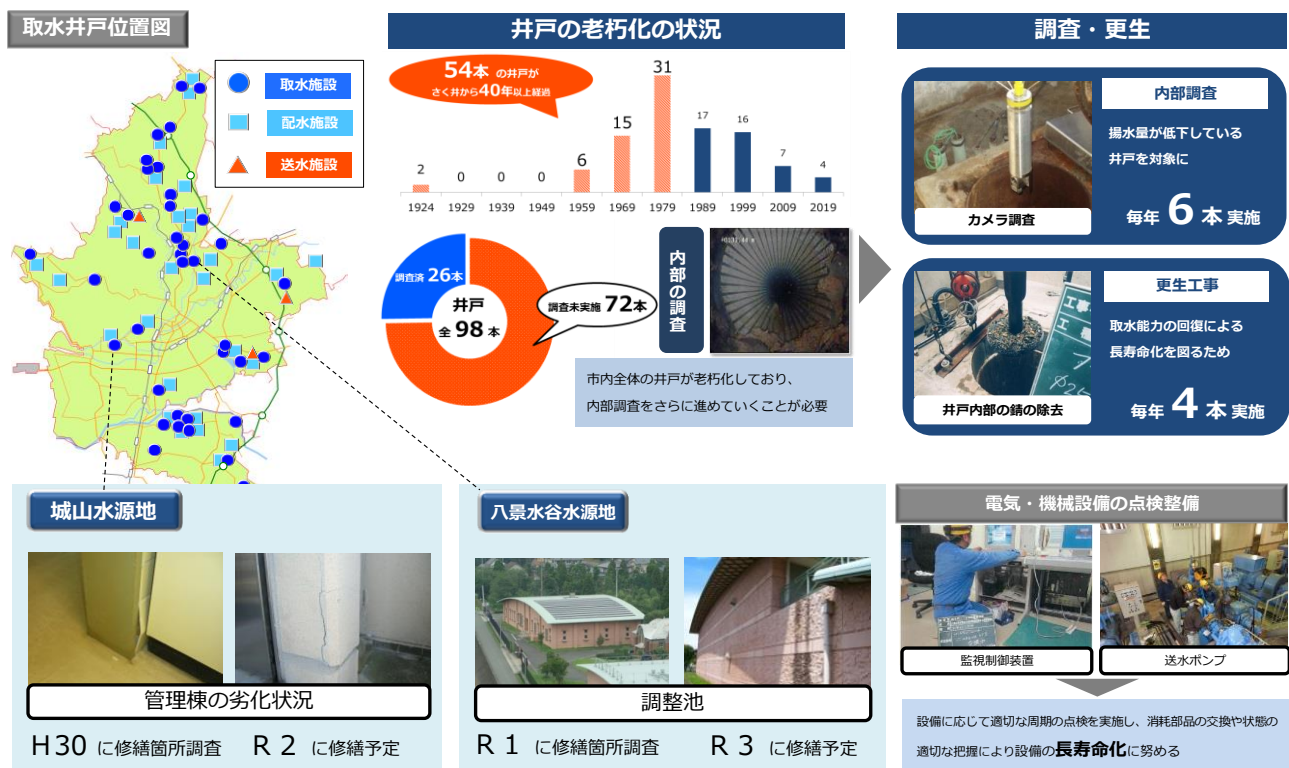 取水井戸位置図
取水施設
配水施設
送水施設
井戸の老朽化の状況
54本 の井戸が
さく井から40年以上経過
2 0 0 0 6 15 31 17 16 7 4
1924 1929 1939 1949 1959 1969 1979 1989 1999 2009 2019
調査済 26本
井戸
全 98 本
調査未実施 72本
内部の調査
市内全体の井戸が老朽化しており、
内部調査をさらに進めていくことが必要
調査・更生
カメラ調査
内部調査
揚水量が低下している
井戸を対象に
毎年 6 本 実施
井戸内部の錆の除去
更生工事
取水能力の回復による
長寿命化を図るため
毎年 4 本 実施
城山水源地
管理棟の劣化状況
H30 に修繕箇所調査 R 2 に修繕予定
八景水谷水源地
調整池
R 1 に修繕箇所調査 R 3 に修繕予定
電気・機械設備の点検整備
監視制御装置
送水ポンプ
設備に応じて適切な周期の点検を実施し、消耗部品の交換や状態の
適切な把握により設備の長寿命化に努める